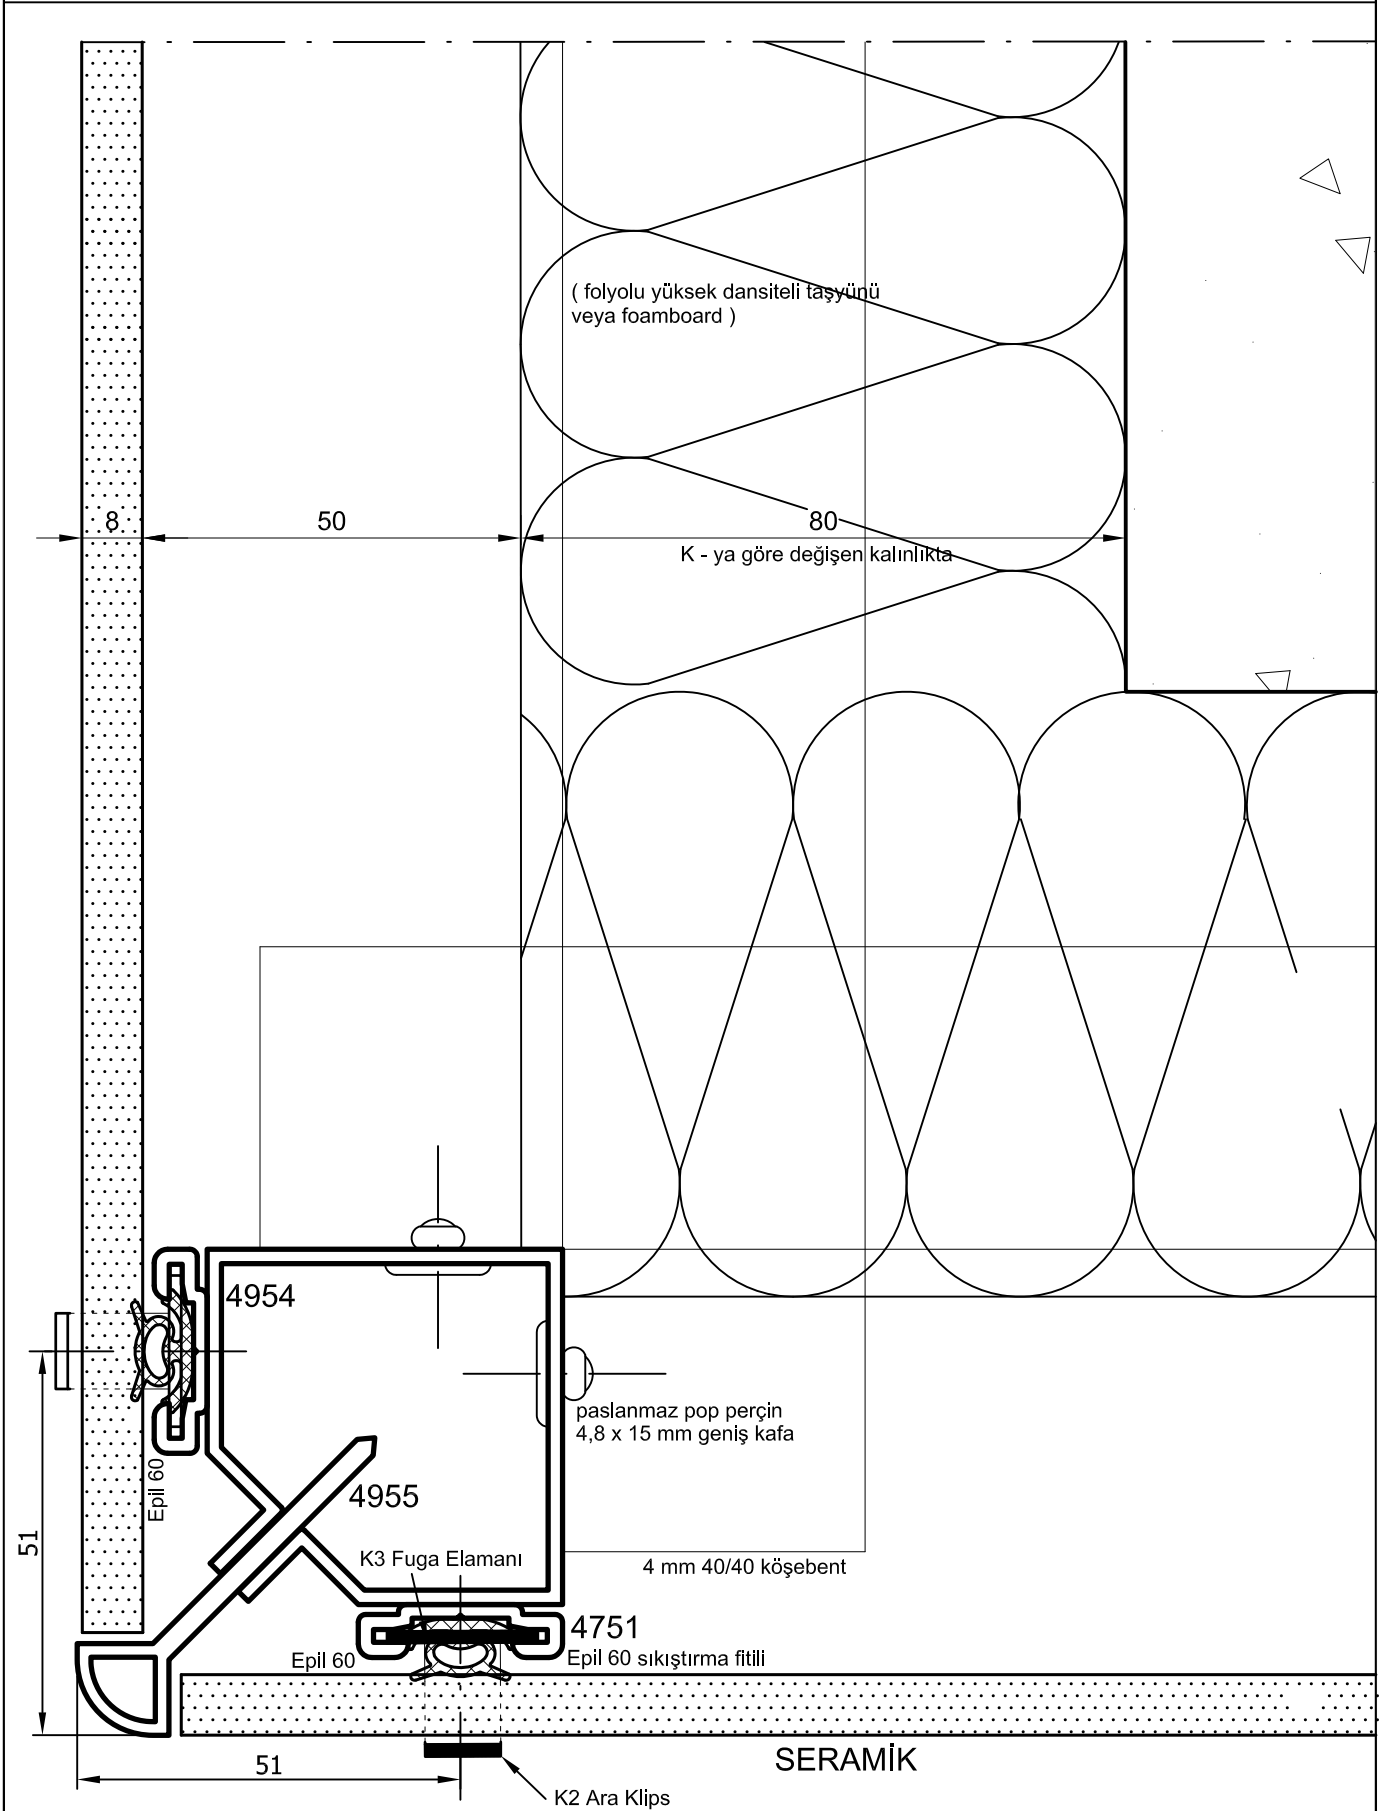 ( folyolu yüksek dansiteli taşyünü
veya foamboard )
8
50
80
K - ya göre değişen kalınlıkta
4954
paslanmaz pop perçin
4,8 x 15 mm geniş kafa
Epil 60
4955
51
K3 Fuga Elamanı
4 mm 40/40 köşebent
4751
Epil 60
Epil 60 sıkıştırma fitili
51
SERAMİK
K2 Ara Klips